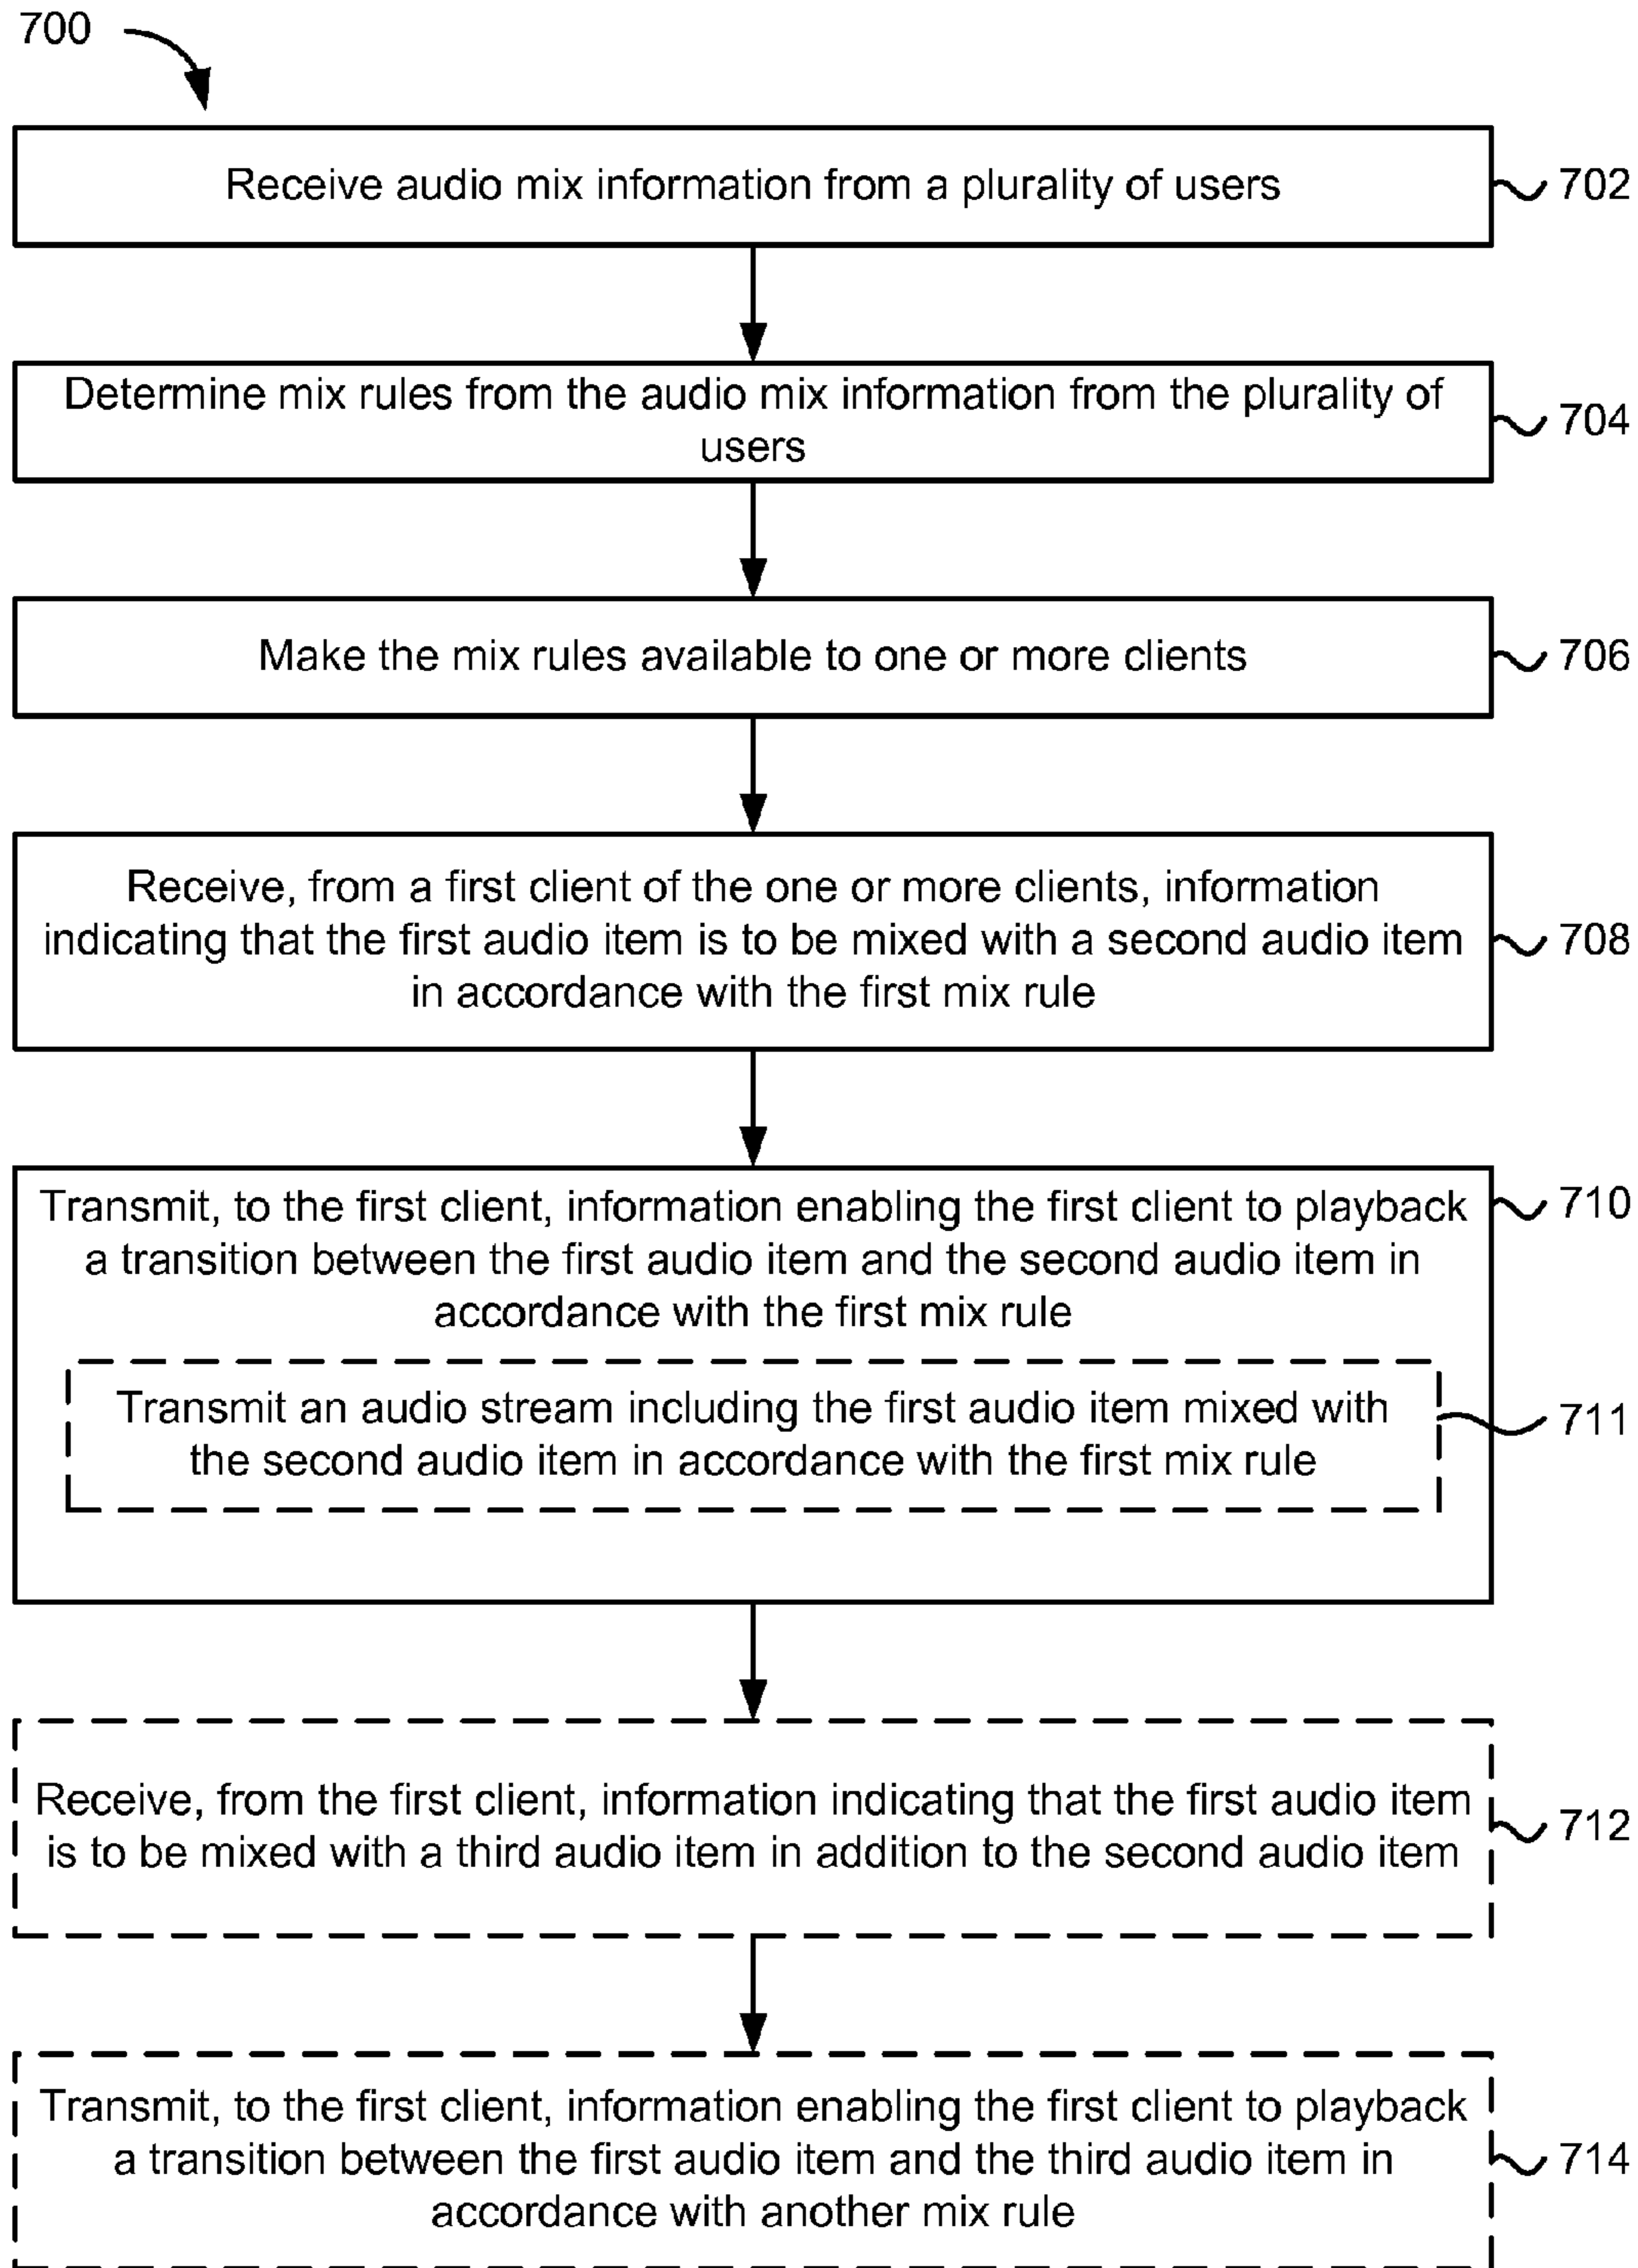 700
Receive audio mix information from a plurality of users
702
Determine mix rules from the audio mix information from the plurality of
users
704
Make the mix rules available to one or more clients
706
Receive, from a first client of the one or more clients, information
indicating that the first audio item is to be mixed with a second audio item
in accordance with the first mix rule
708
Transmit, to the first client, information enabling the first client to playback
a transition between the first audio item and the second audio item in
accordance with the first mix rule
710
Transmit an audio stream including the first audio item mixed with
the second audio item in accordance with the first mix rule
711
Receive, from the first client, information indicating that the first audio item
is to be mixed with a third audio item in addition to the second audio item
712
Transmit, to the first client, information enabling the first client to playback
a transition between the first audio item and the third audio item in
accordance with another mix rule
714